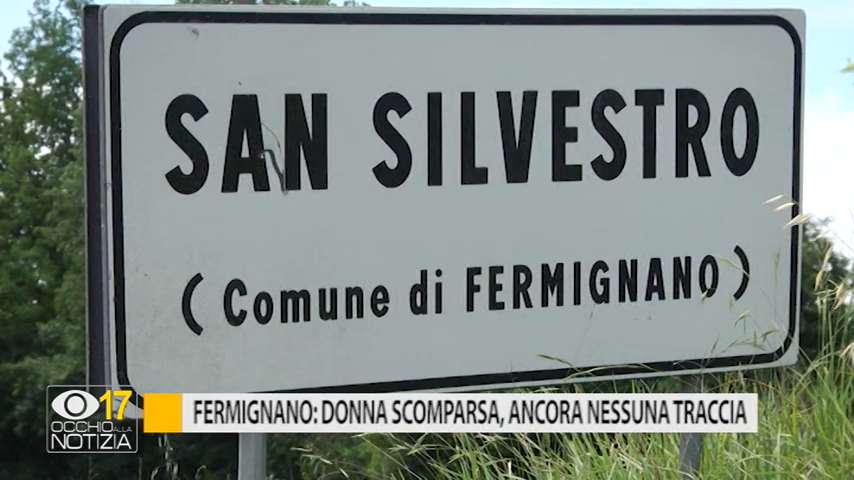 SAN SILVESTRO
(Comune di FERMIGNANO)
17
OCCHIO ALLA
NOTIZIA
FERMIGNANO: DONNA SCOMPARSA, ANCORA NESSUNA TRACCIA